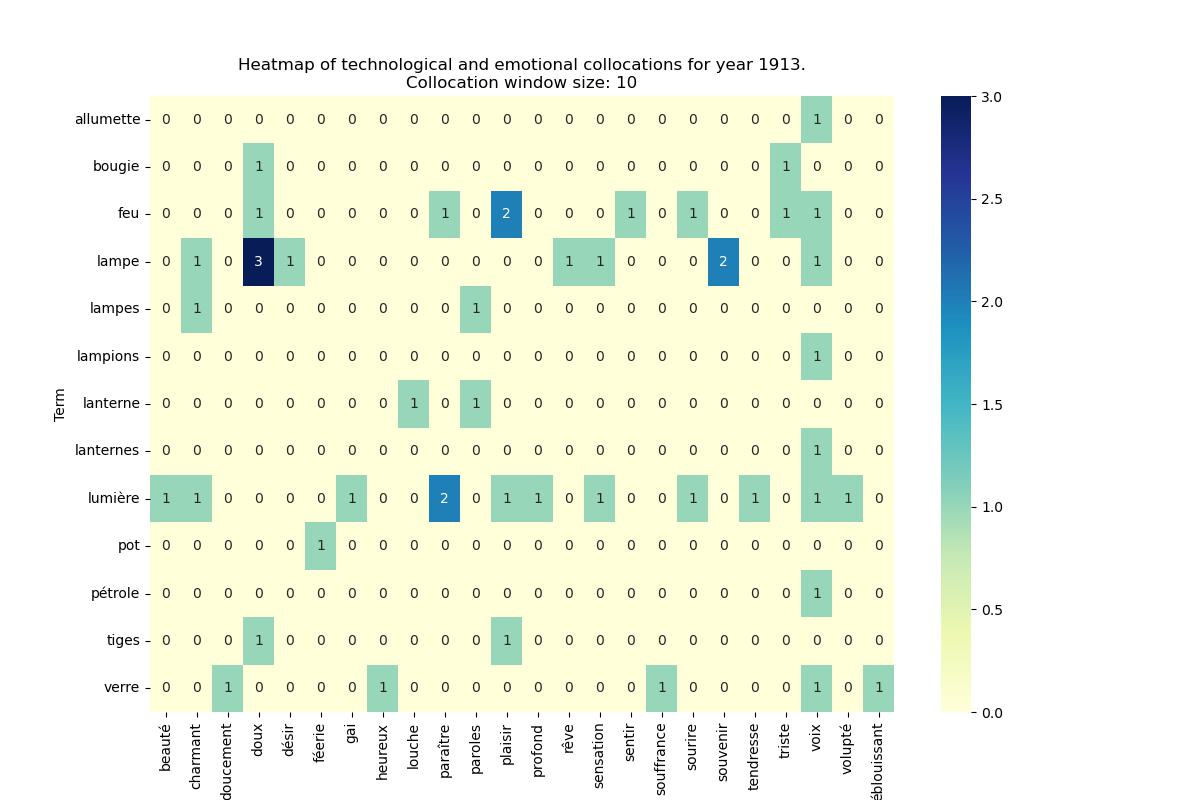 Heatmap of technological and emotional collocations for year 1913.
Collocation window size: 10
Term
allumette 0 0 0 0 0 0 0 0 0 0 0 0 0 0 0 0 0 0 0 0 0 1 0 0
bougie 0 0 0 1 0 0 0 0 0 0 0 0 0 0 0 0 0 0 0 0 1 0 0 0
feu 0 0 0 1 0 0 0 0 0 1 0 2 0 0 0 1 0 1 0 0 1 1 0 0
lampe 0 1 0 3 1 0 0 0 0 0 0 0 0 1 1 0 0 0 2 0 0 1 0 0
lampes 0 1 0 0 0 0 0 0 0 0 1 0 0 0 0 0 0 0 0 0 0 0 0 0
lampions 0 0 0 0 0 0 0 0 0 0 0 0 0 0 0 0 0 0 0 0 0 1 0 0
lanterne 0 0 0 0 0 0 0 0 1 0 1 0 0 0 0 0 0 0 0 0 0 0 0 0
lanternes 0 0 0 0 0 0 0 0 0 0 0 0 0 0 0 0 0 0 0 0 0 1 0 0
lumière 1 1 0 0 0 0 1 0 0 2 0 1 1 0 1 0 0 1 0 1 0 1 1 0
pot 0 0 0 0 0 1 0 0 0 0 0 0 0 0 0 0 0 0 0 0 0 0 0 0
pétrole 0 0 0 0 0 0 0 0 0 0 0 0 0 0 0 0 0 0 0 0 0 1 0 0
tiges 0 0 0 1 0 0 0 0 0 0 0 1 0 0 0 0 0 0 0 0 0 0 0 0
verre 0 0 1 0 0 0 0 1 0 0 0 0 0 0 0 0 1 0 0 0 0 1 0 1
beauté
charmant
doucement
doux
désir
féerie
gai
heureux
louche
paraître
paroles
plaisir
profond
rêve
sensation
sentir
souffrance
sourire
souvenir
tendresse
triste
voix
volupté
éblouissant
3.0
2.5
2.0
1.5
1.0
0.5
0.0